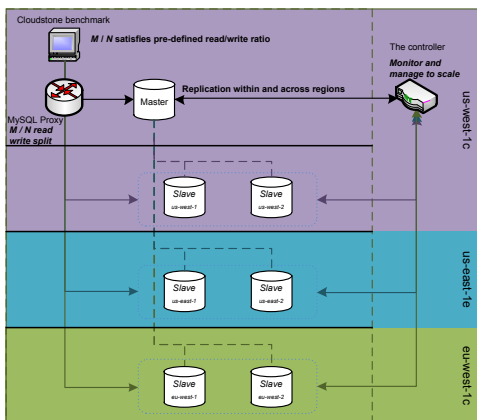 Cloudstone benchmark
M / N satisfies pre-defined read/write ratio
The controller
Monitor and
manage to scale
Master
Replication within and across regions
MySQL Proxy
M / N read
write split
us-west-1c
Slave
us-west-1
Slave
us-west-2
us-east-1e
Slave
us-east-1
Slave
us-east-2
eu-west-1c
Slave
eu-west-1
Slave
eu-west-2